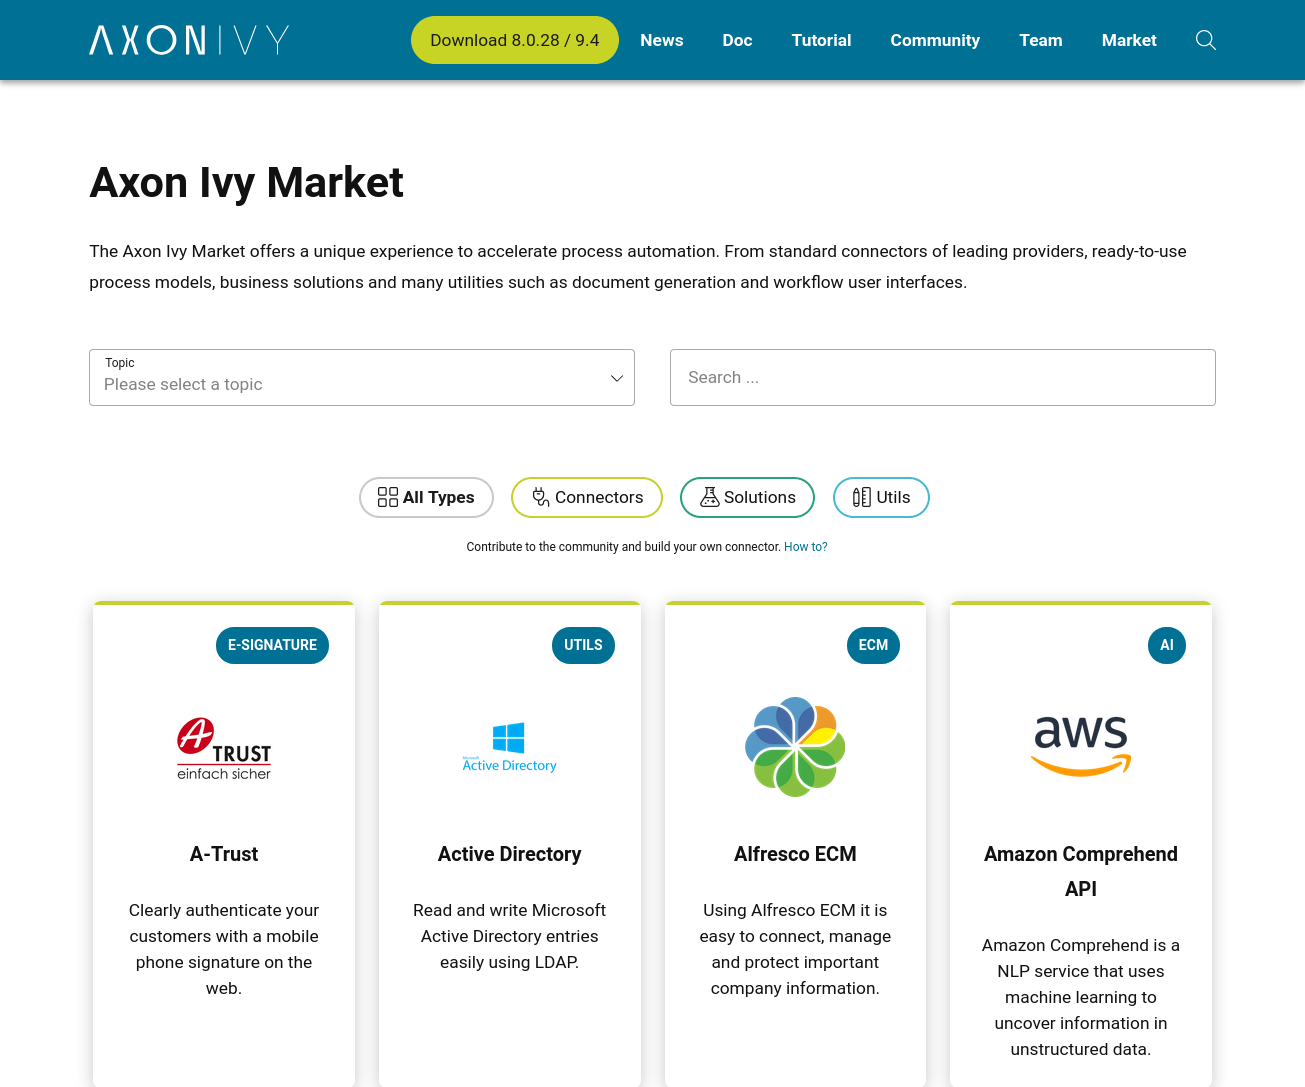 AXONIVY
Download 8.0.28 / 9.4
News
Doc
Tutorial
Community
Team
Market
Axon Ivy Market
The Axon Ivy Market offers a unique experience to accelerate process automation. From standard connectors of leading providers, ready-to-use
process models, business solutions and many utilities such as document generation and workflow user interfaces.
Topic
Please select a topic
Search ...
All Types
Connectors
Solutions
Utils
Contribute to the community and build your own connector. How to?
E-SIGNATURE
A
TRUST
einfach sicher
A-Trust
Clearly authenticate your
customers with a mobile
phone signature on the
web.
UTILS
Microsoft
Active Directory
Active Directory
Read and write Microsoft
Active Directory entries
easily using LDAP.
ECM
Alfresco ECM
Using Alfresco ECM it is
easy to connect, manage
and protect important
company information.
AI
aws
Amazon Comprehend
API
Amazon Comprehend is a
NLP service that uses
machine learning to
uncover information in
unstructured data.